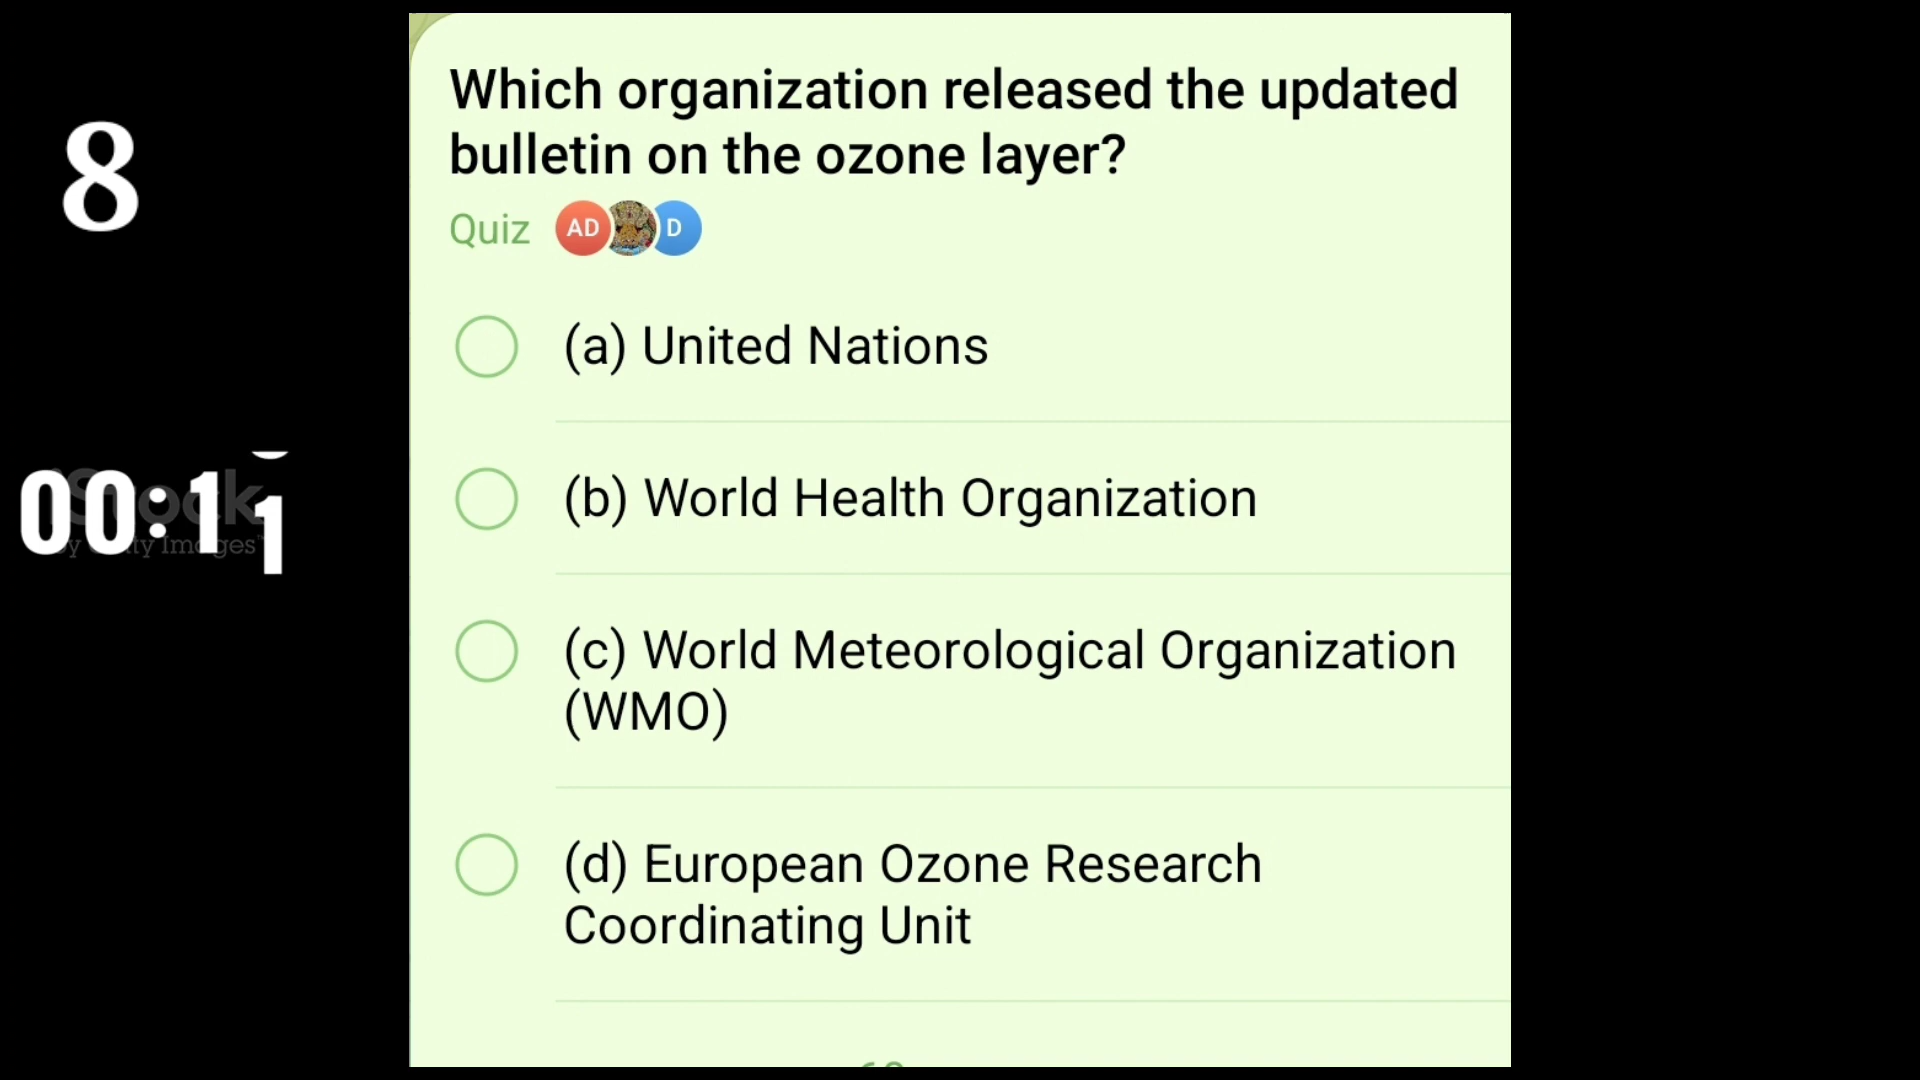 8
Which organization released the updated
bulletin on the ozone layer?
Quiz AD D
(a) United Nations
(b) World Health Organization
00:11
(c) World Meteorological Organization
(WMO)
(d) European Ozone Research
Coordinating Unit